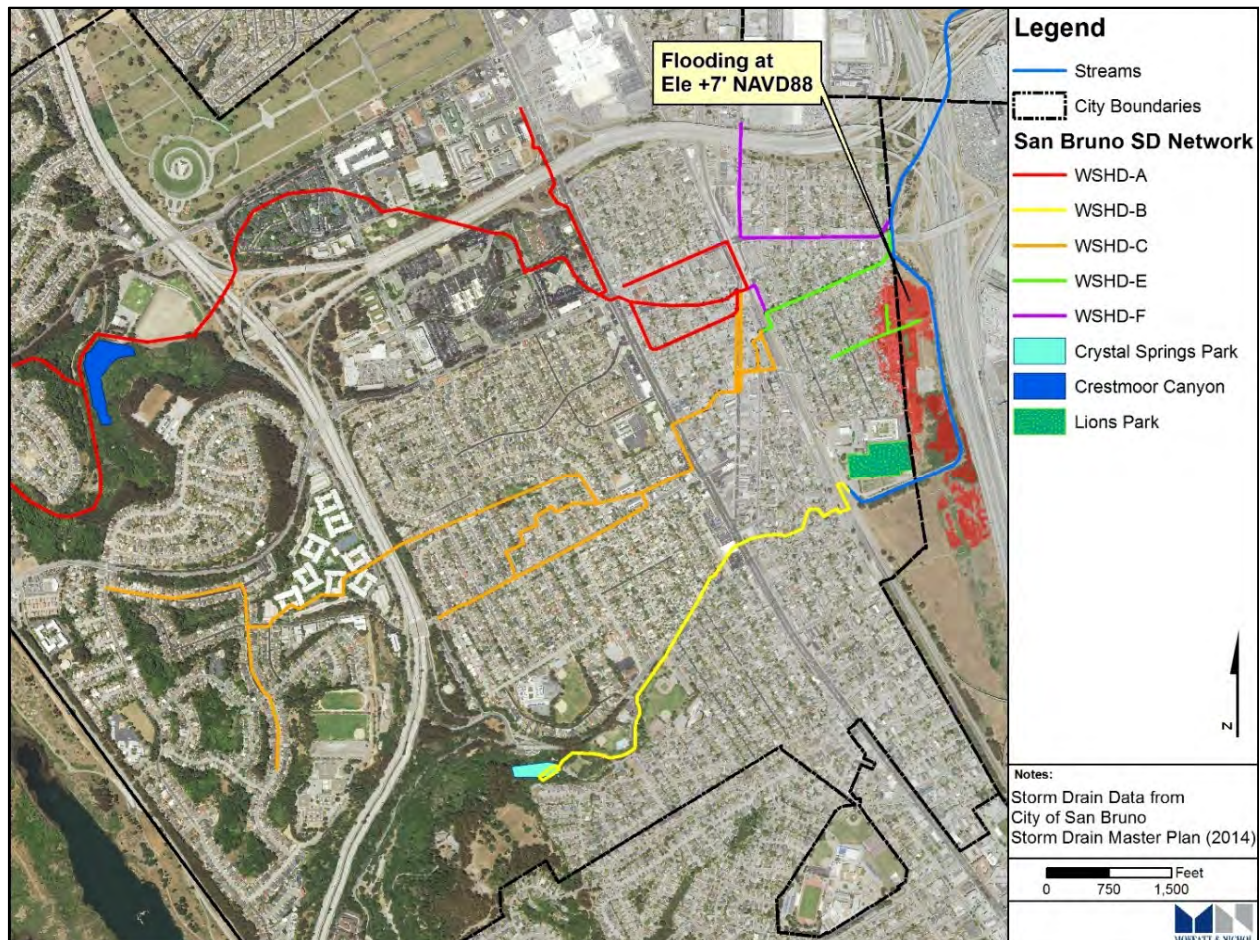 Flooding at
Ele +7' NAVD88
Legend
Streams
City Boundaries
San Bruno SD Network
WSHD-A
WSHD-B
WSHD-C
WSHD-E
WSHD-F
Crystal Springs Park
Crestmoor Canyon
Lions Park
N
Notes:
Storm Drain Data from
City of San Bruno
Storm Drain Master Plan (2014)
Feet
0 750 1,500
MOFFATT & NICHOL